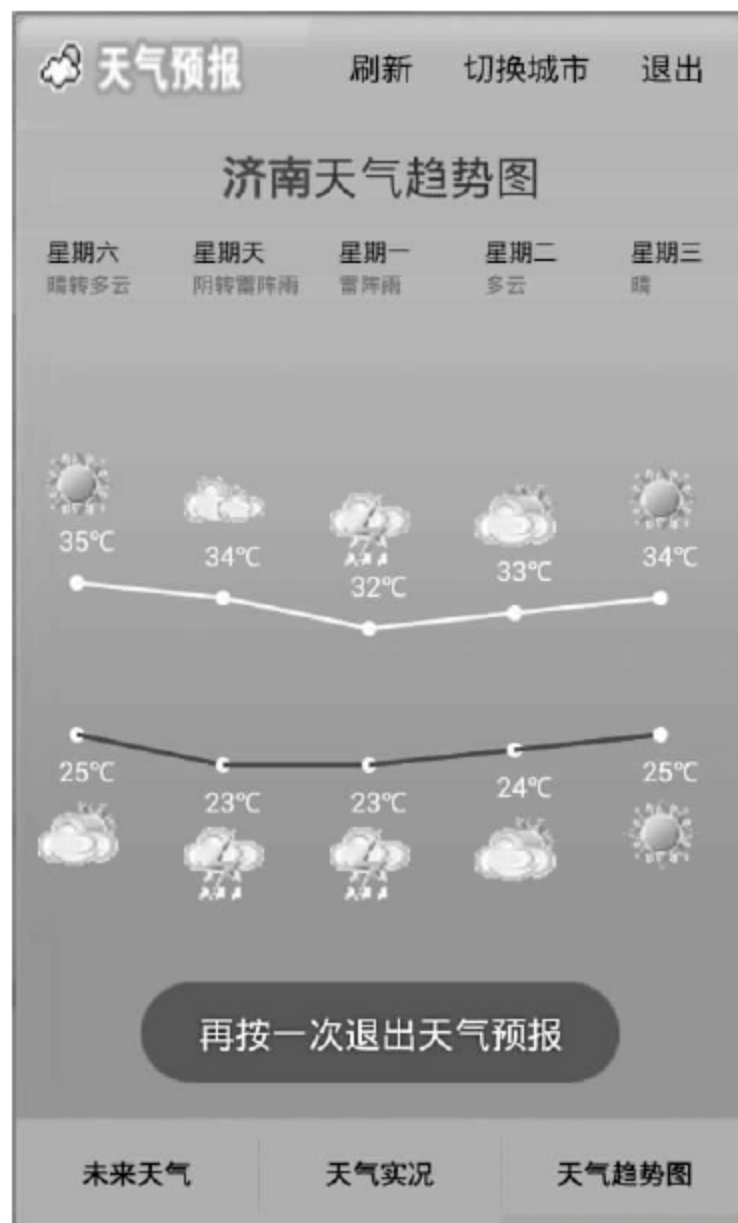 天气预报 刷新 切换城市 退出
济南天气趋势图
星期六 星期天 星期一 星期二 星期三
晴转多云 阴转雷阵雨 雷阵雨 多云 晴
35℃ 34℃ 32℃ 33℃ 34℃
25℃ 23℃ 23℃ 24℃ 25℃
再按一次退出天气预报
未来天气 天气实况 天气趋势图